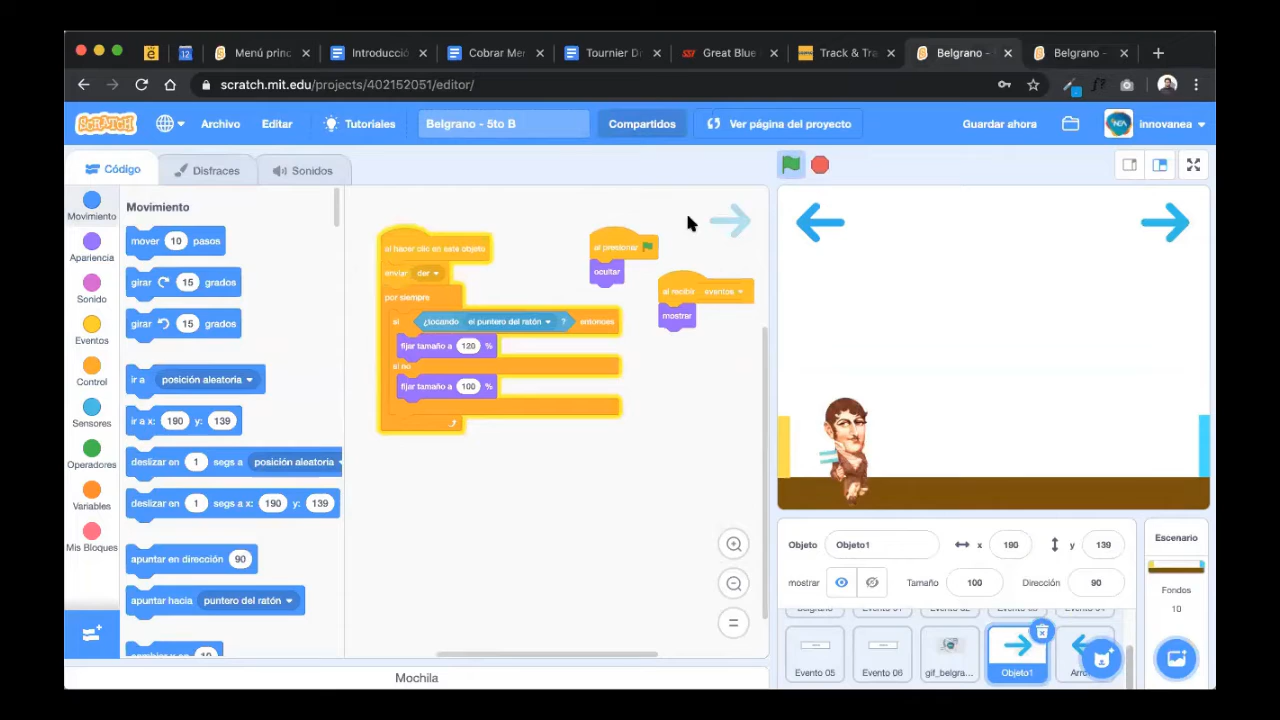 Menú princ
Introducció
Cobrar Mer
Tournier De
Great Blue
Track & Tra
Belgrano -
Belgrano -
scratch.mit.edu/projects/402152051/editor/
SCRATCH
Archivo
Editar
Tutoriales
Belgrano - 5to B
Compartidos
Ver página del proyecto
Guardar ahora
innovanea
Código
Disfraces
Sonidos
Movimiento
Apariencia
Sonido
Eventos
Control
Sensores
Operadores
Variables
Mis Bloques
Movimiento
mover 10 pasos
girar 15 grados
girar 15 grados
ir a posición aleatoria
ir a x: 190 y: 139
deslizar en 1 segs a posición aleatoria
deslizar en 1 segs a x: 190 y: 139
apuntar en dirección 90
apuntar hacia puntero del ratón
al hacer clic en este objeto
enviar der
por siempre
si ¿tocando el puntero del ratón ? entonces
fijar tamaño a 120 %
si no
fijar tamaño a 100 %
al presionar
ocultar
al recibir eventos
mostrar
Mochila
Objeto Objeto1 x 190 y 139
mostrar Tamaño 100 Dirección 90
Evento 05
Evento 06
gif_belgra...
Objeto1
Escenario
Fondos
10